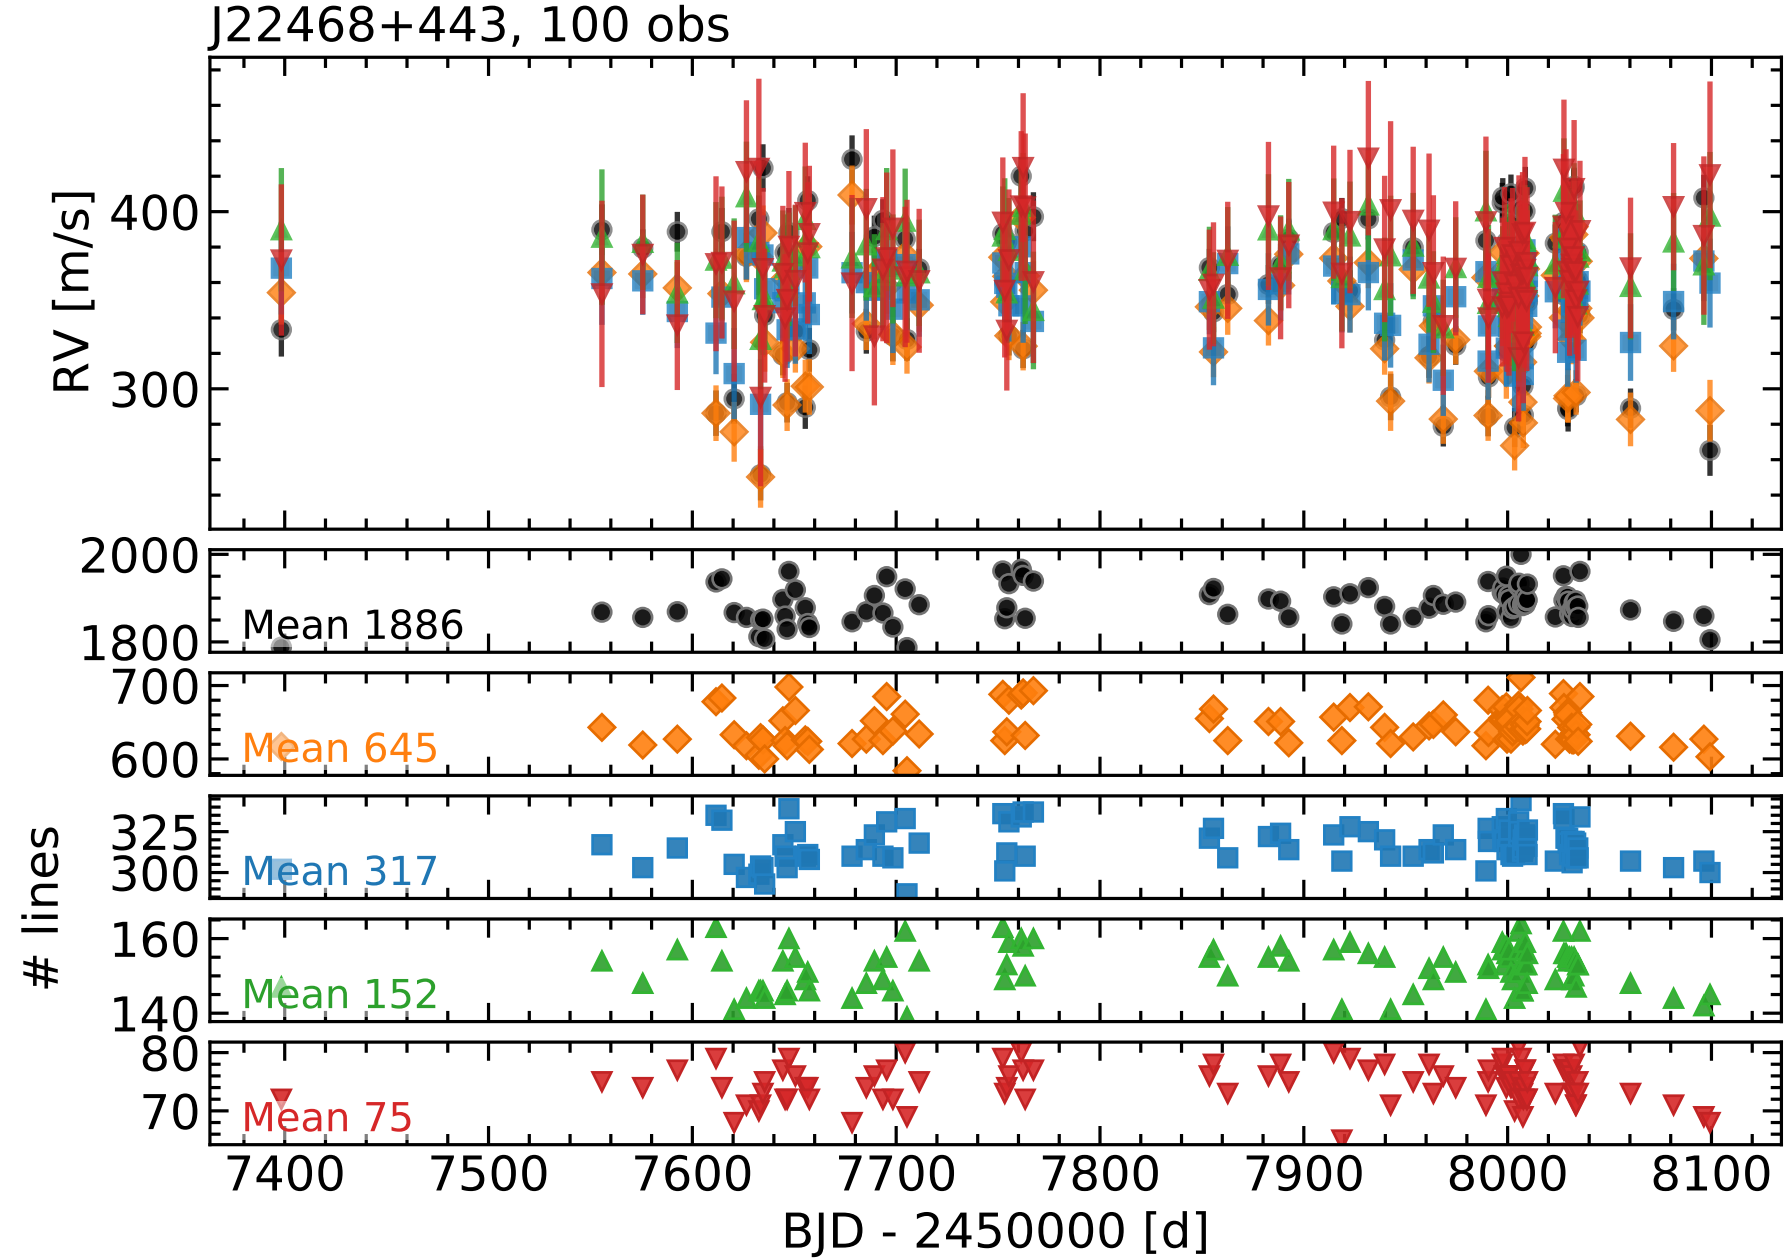 J22468+443, 100 obs
RV [m/s]
400
300
2000
1800
Mean 1886
700
600
Mean 645
# lines
325
300
Mean 317
160
140
Mean 152
80
70
Mean 75
7400 7500 7600 7700 7800 7900 8000 8100
BJD - 2450000 [d]